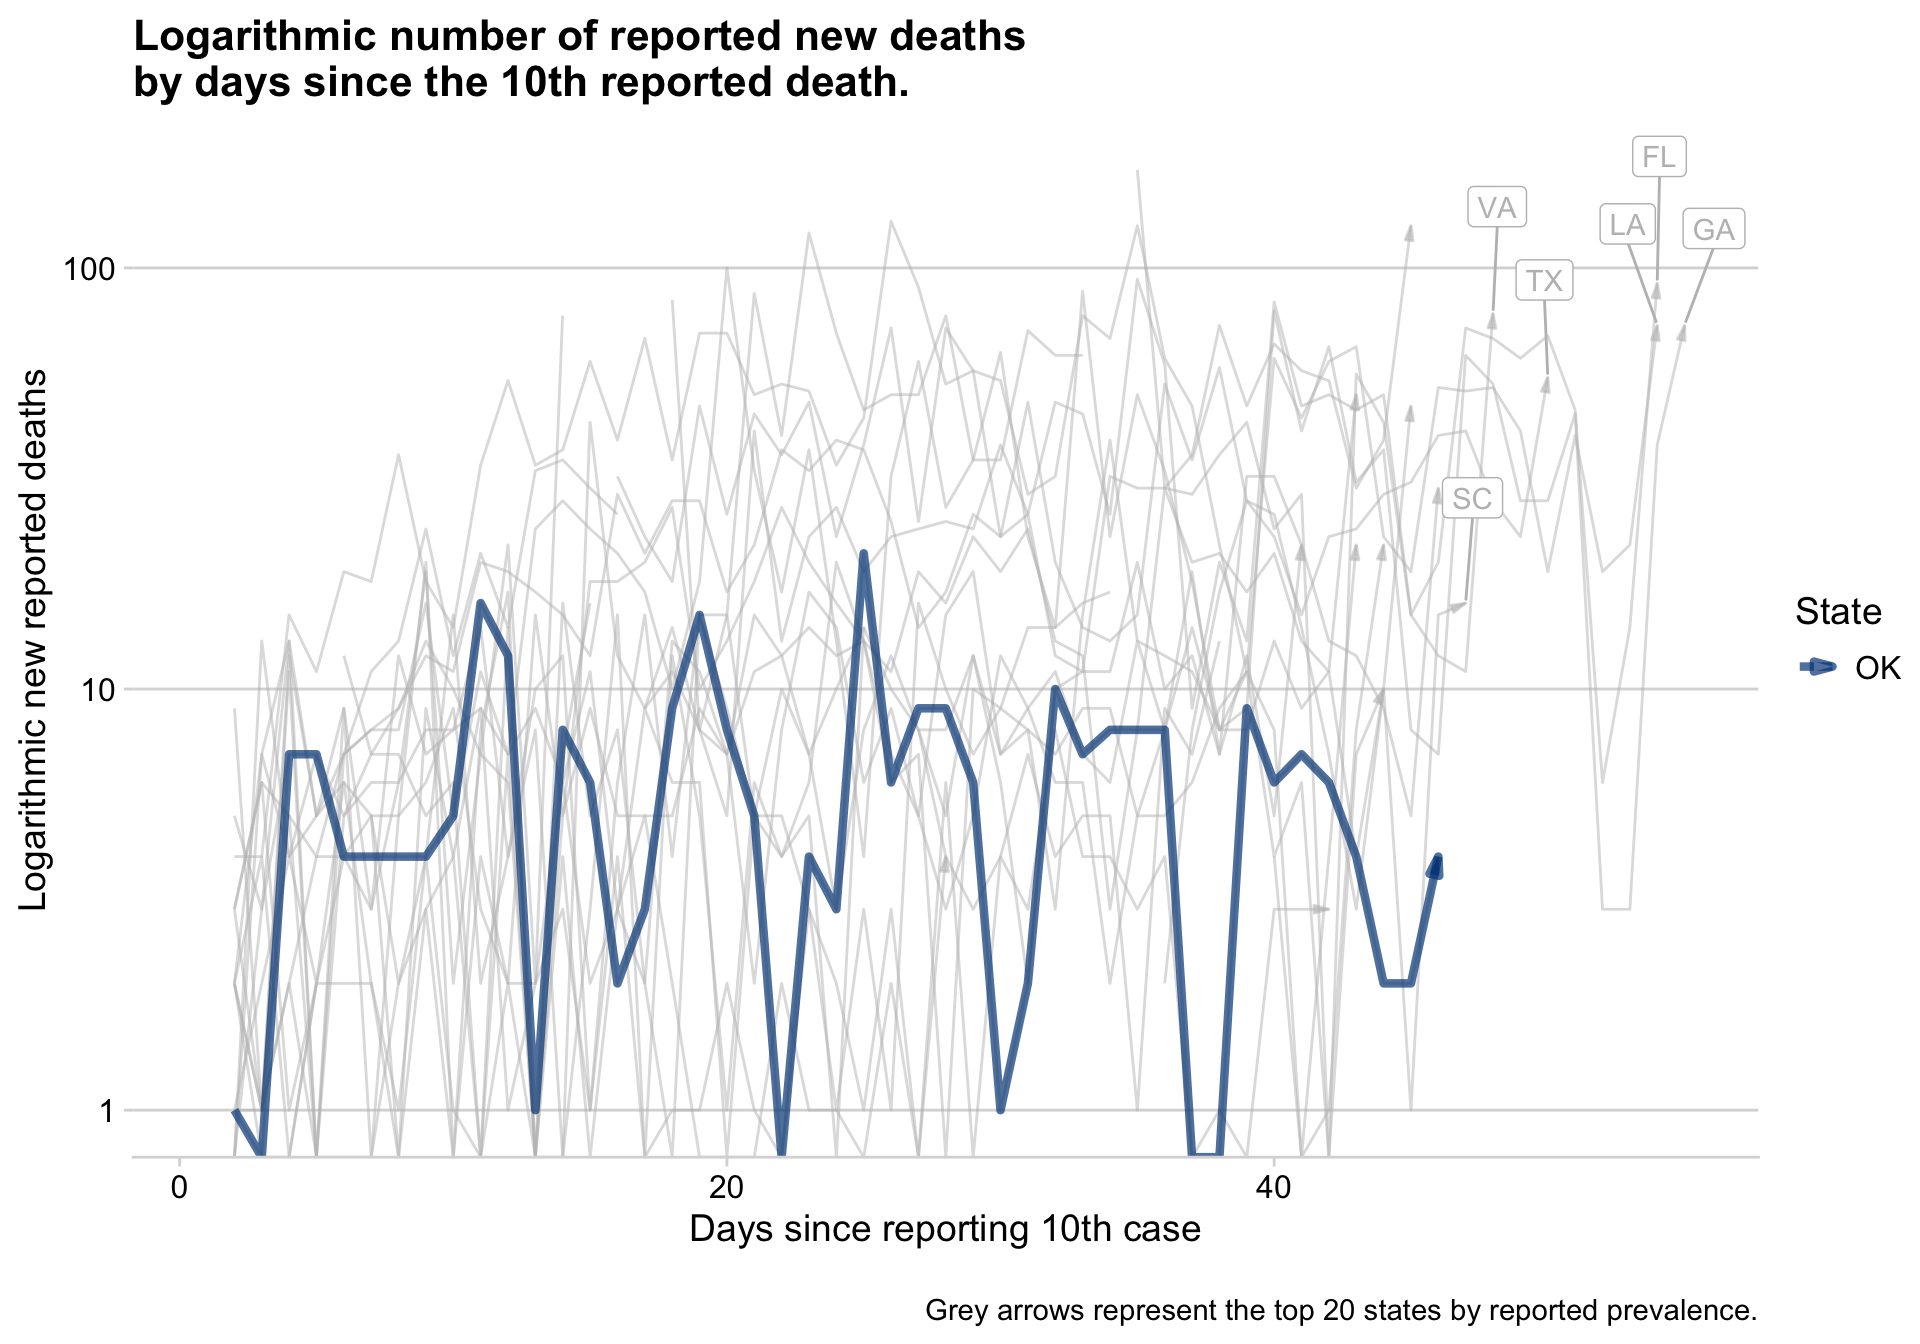 Logarithmic number of reported new deaths
by days since the 10th reported death.
FL
VA
LA
GA
100
TX
SC
Logarithmic new reported deaths
State
OK
10
1
0
20
40
Days since reporting 10th case
Grey arrows represent the top 20 states by reported prevalence.